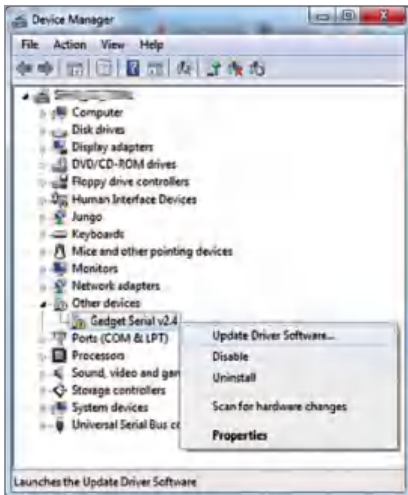 Device Manager
File Action View Help
Computer
Disk drives
Display adapters
DVD/CD-ROM drives
Floppy drive controllers
Human Interface Devices
Jungo
Keyboards
Mice and other pointing devices
Monitors
Network adapters
Other devices
Gadget Serial v2.4
Ports (COM & LPT)
Processors
Sound, video and gan
Storage controllers
System devices
Universal Serial Bus co
Update Driver Software...
Disable
Uninstall
Scan for hardware changes
Properties
Launches the Update Driver Software